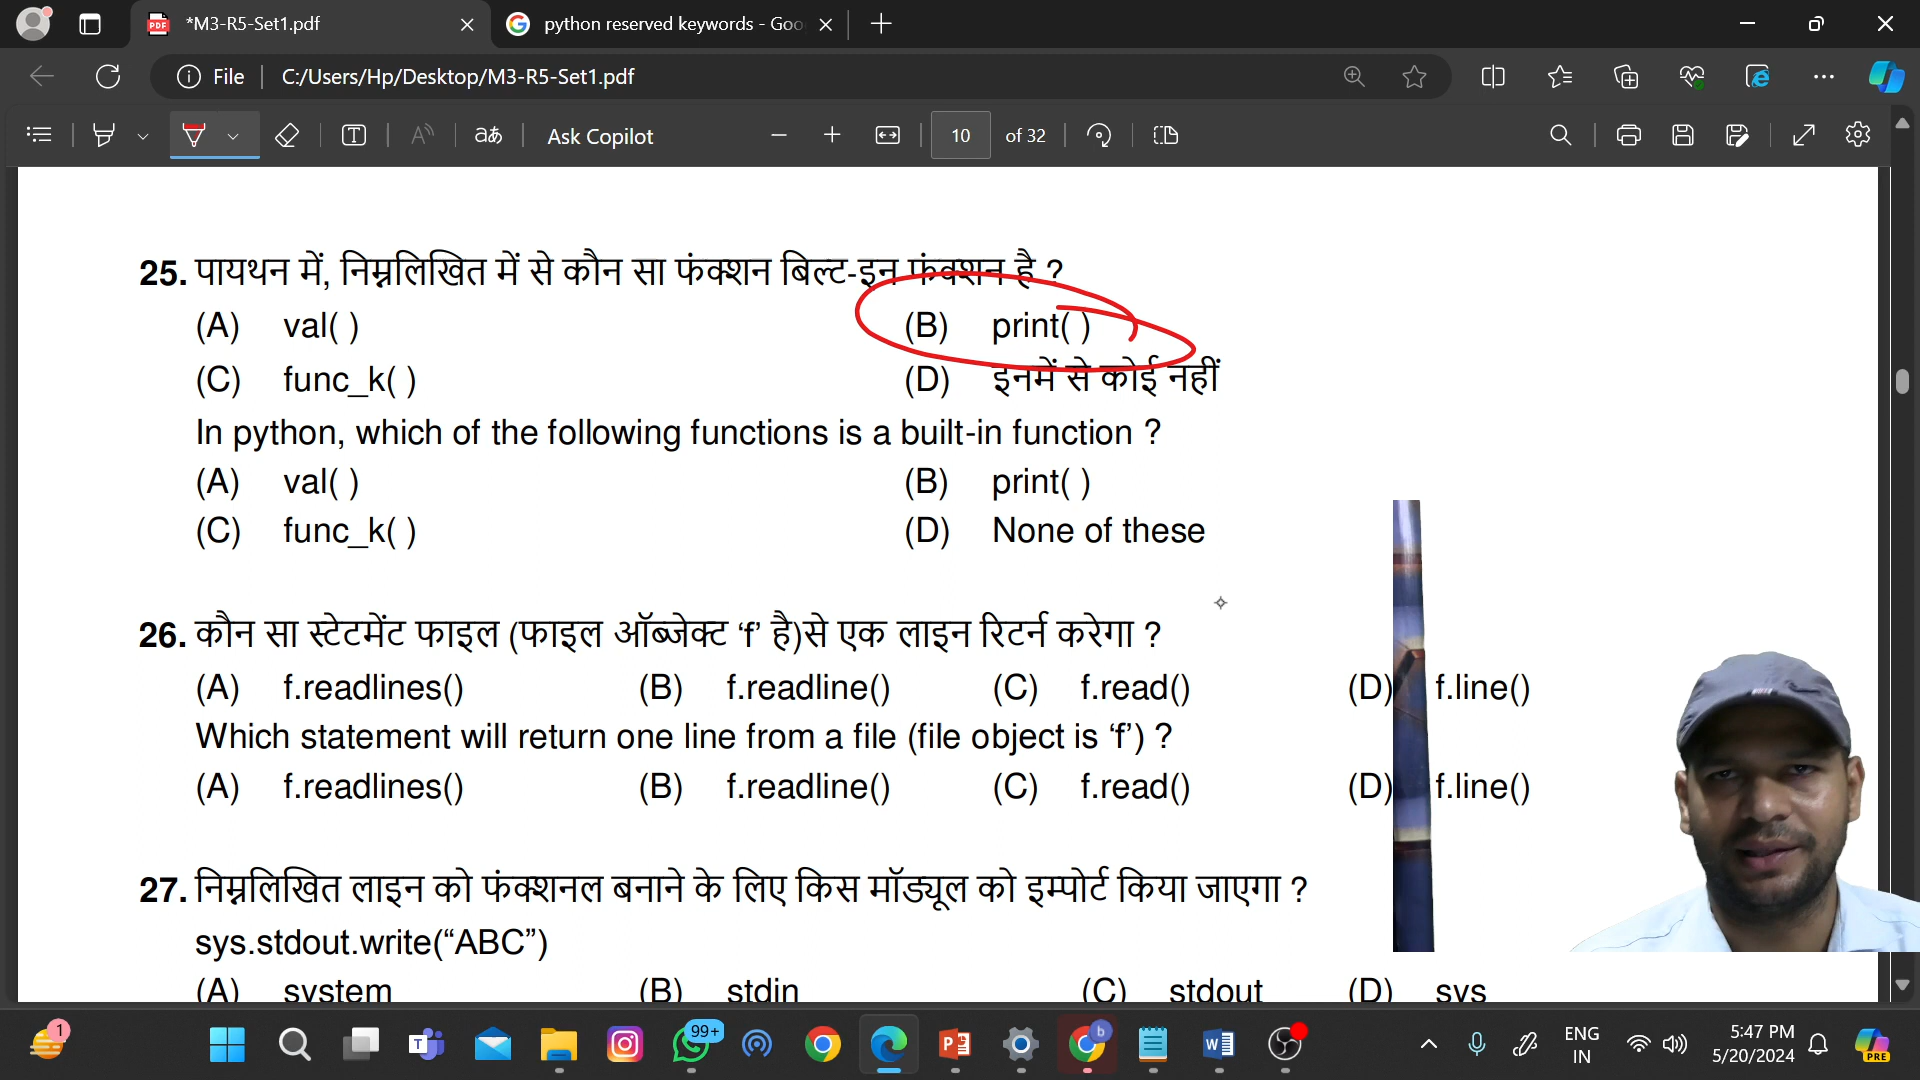 *M3-R5-Set1.pdf
python reserved keywords - Goo
File
C:/Users/Hp/Desktop/M3-R5-Set1.pdf
aあ
Ask Copilot
10
of 32
25. पायथन में, निम्नलिखित में से कौन सा फंक्शन बिल्ट-इन फंक्शन है ?
(A) val( ) (B) print( )
(C) func_k( ) (D) इनमें से कोई नहीं
In python, which of the following functions is a built-in function ?
(A) val( ) (B) print( )
(C) func_k( ) (D) None of these
26. कौन सा स्टेटमेंट फाइल (फाइल ऑब्जेक्ट ‘f’ है)से एक लाइन रिटर्न करेगा ?
(A) f.readlines() (B) f.readline() (C) f.read() (D) f.line()
Which statement will return one line from a file (file object is ‘f’) ?
(A) f.readlines() (B) f.readline() (C) f.read() (D) f.line()
27. निम्नलिखित लाइन को फंक्शनल बनाने के लिए किस मॉड्यूल को इम्पोर्ट किया जाएगा ?
sys.stdout.write(“ABC”)
(A) system (B) stdin (C) stdout (D) sys
1
99+
ENG
IN
5:47 PM
5/20/2024
PRE